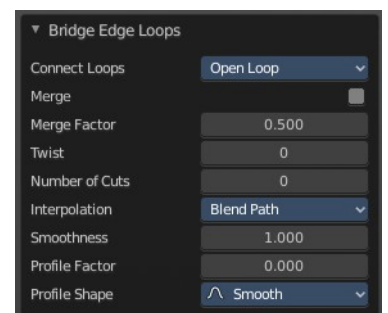 Bridge Edge Loops
Connect Loops Open Loop
Merge
Merge Factor 0.500
Twist 0
Number of Cuts 0
Interpolation Blend Path
Smoothness 1.000
Profile Factor 0.000
Profile Shape Smooth